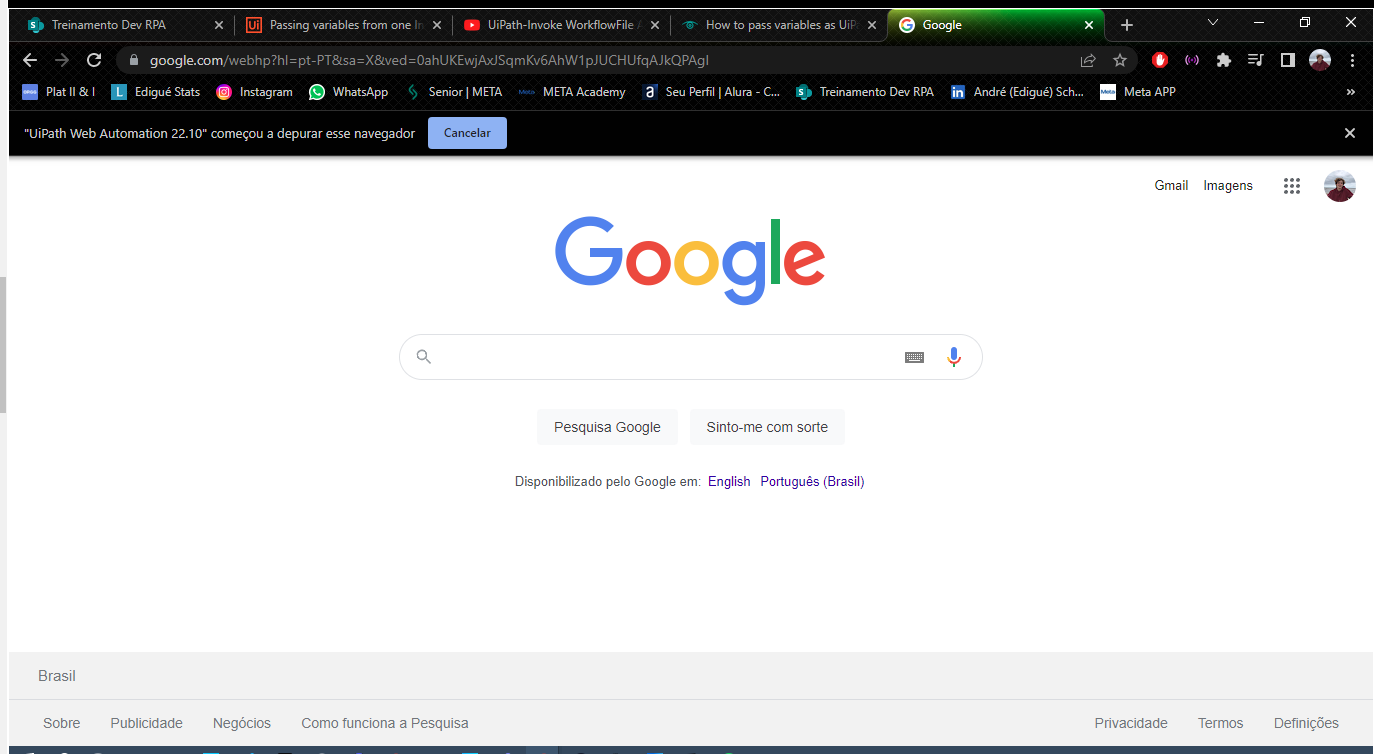 Treinamento Dev RPA
Passing variables from one In
UiPath-Invoke WorkflowFile A
How to pass variables as UiPa
Google
google.com/webhp?hl=pt-PT&sa=X&ved=0ahUKEwjAxJSqmKv6AhW1pJUCHUfqAJkQPAgI
Plat II & I
Edigué Stats
Instagram
WhatsApp
Senior | META
META Academy
Seu Perfil | Alura - C...
Treinamento Dev RPA
André (Edigué) Sch...
Meta APP
"UiPath Web Automation 22.10" começou a depurar esse navegador
Cancelar
Gmail
Imagens
Google
Pesquisa Google
Sinto-me com sorte
Disponibilizado pelo Google em: English Português (Brasil)
Brasil
Sobre
Publicidade
Negócios
Como funciona a Pesquisa
Privacidade
Termos
Definições